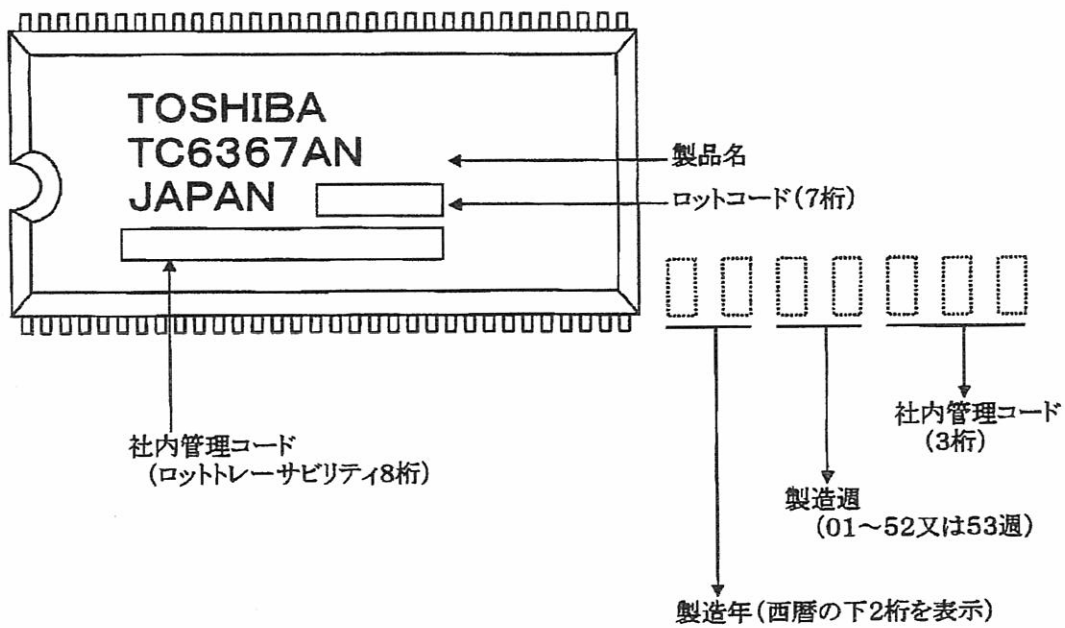 TOSHIBA
TC6367AN
JAPAN
製品名
ロットコード(7桁)
社内管理コード
(ロットトレーサビリティ8桁)
社内管理コード
(3桁)
製造週
(01～52又は53週)
製造年(西暦の下2桁を表示)